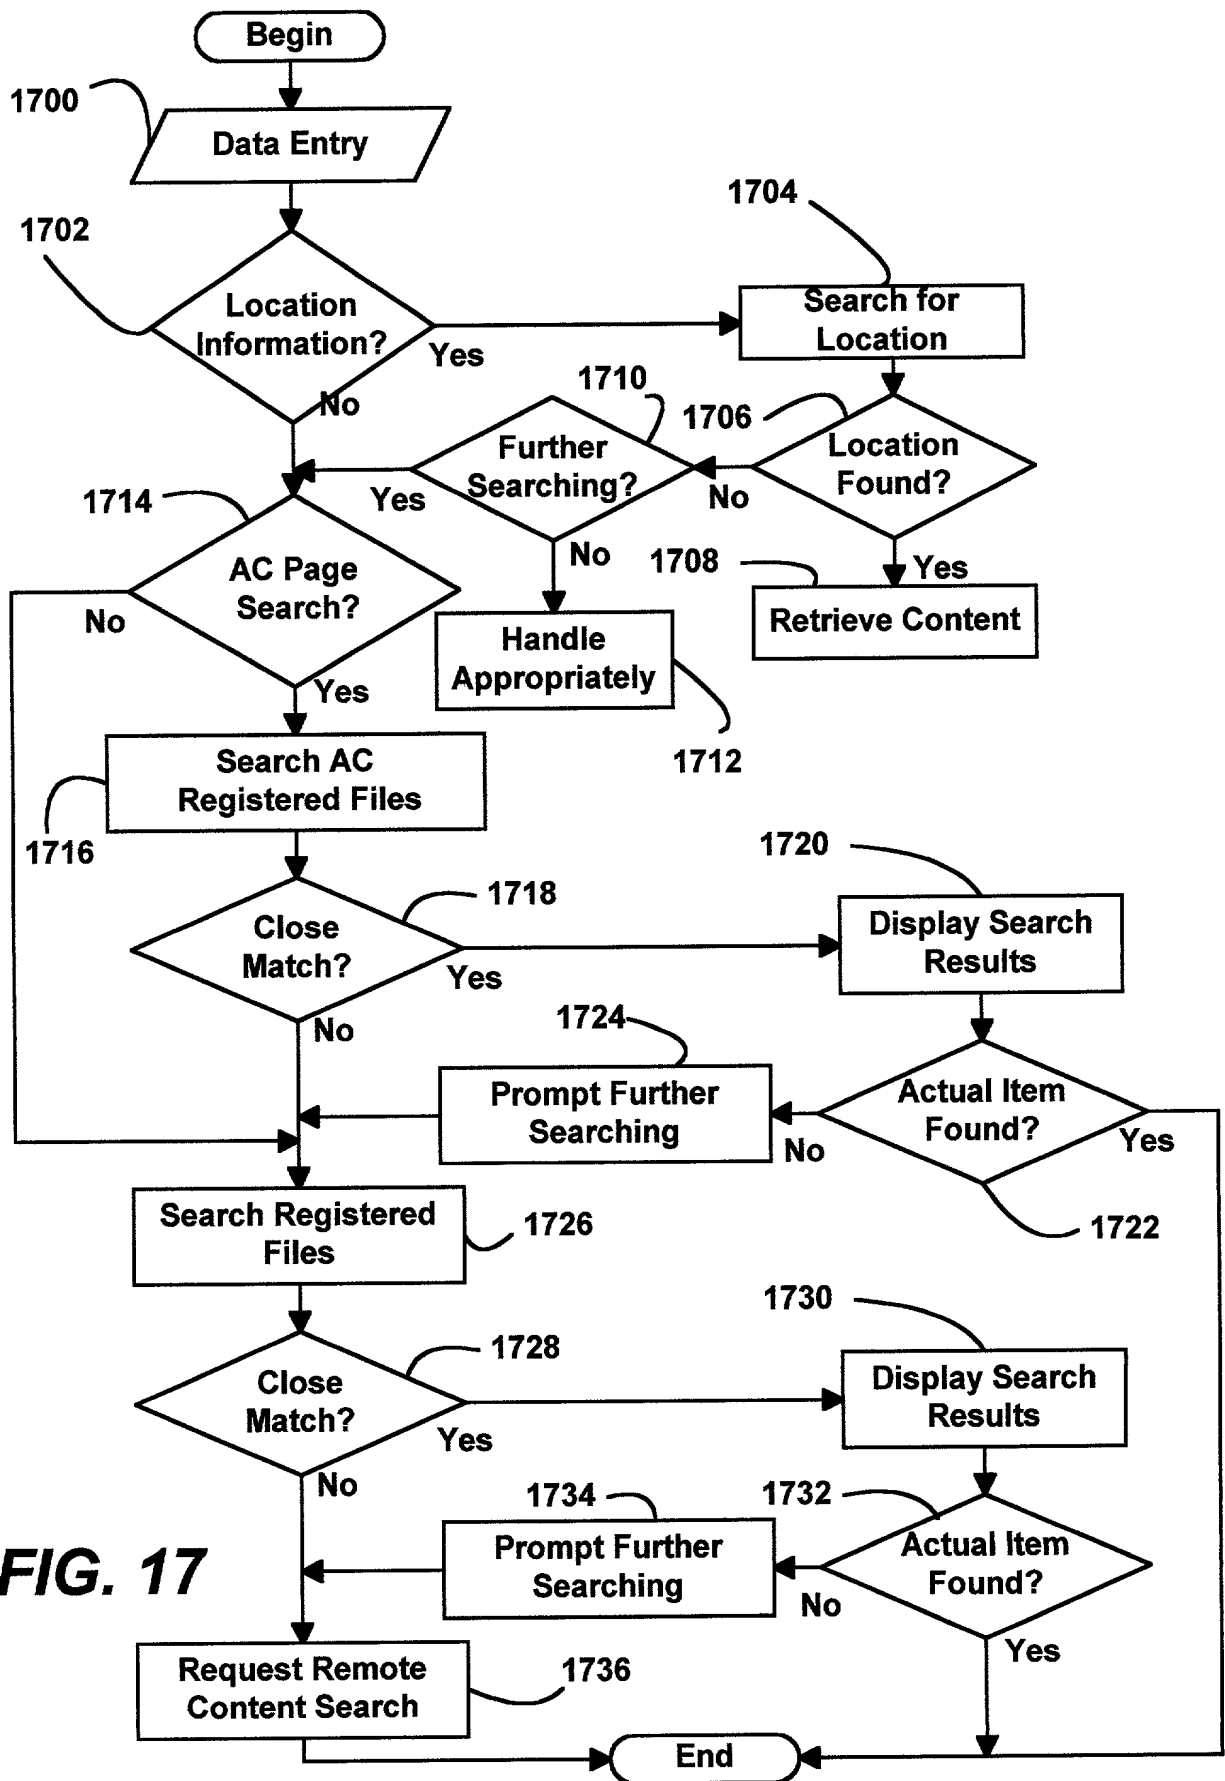 Begin
1700
Data Entry
1702
1704
Location
Information?
Yes
No
Search for
Location
1710
1706
Further
Searching?
Yes
No
Location
Found?
No
Yes
1714
1708
AC Page
Search?
No
Yes
Handle
Appropriately
Retrieve Content
1712
Search AC
Registered Files
1716
1720
1718
Close
Match?
Yes
No
Display Search
Results
1724
Prompt Further
Searching
Actual Item
Found?
No
Yes
1722
Search Registered
Files
1726
1730
1728
Close
Match?
Yes
No
Display Search
Results
1734
1732
Prompt Further
Searching
Actual Item
Found?
No
Yes
FIG. 17
Request Remote
Content Search
1736
End